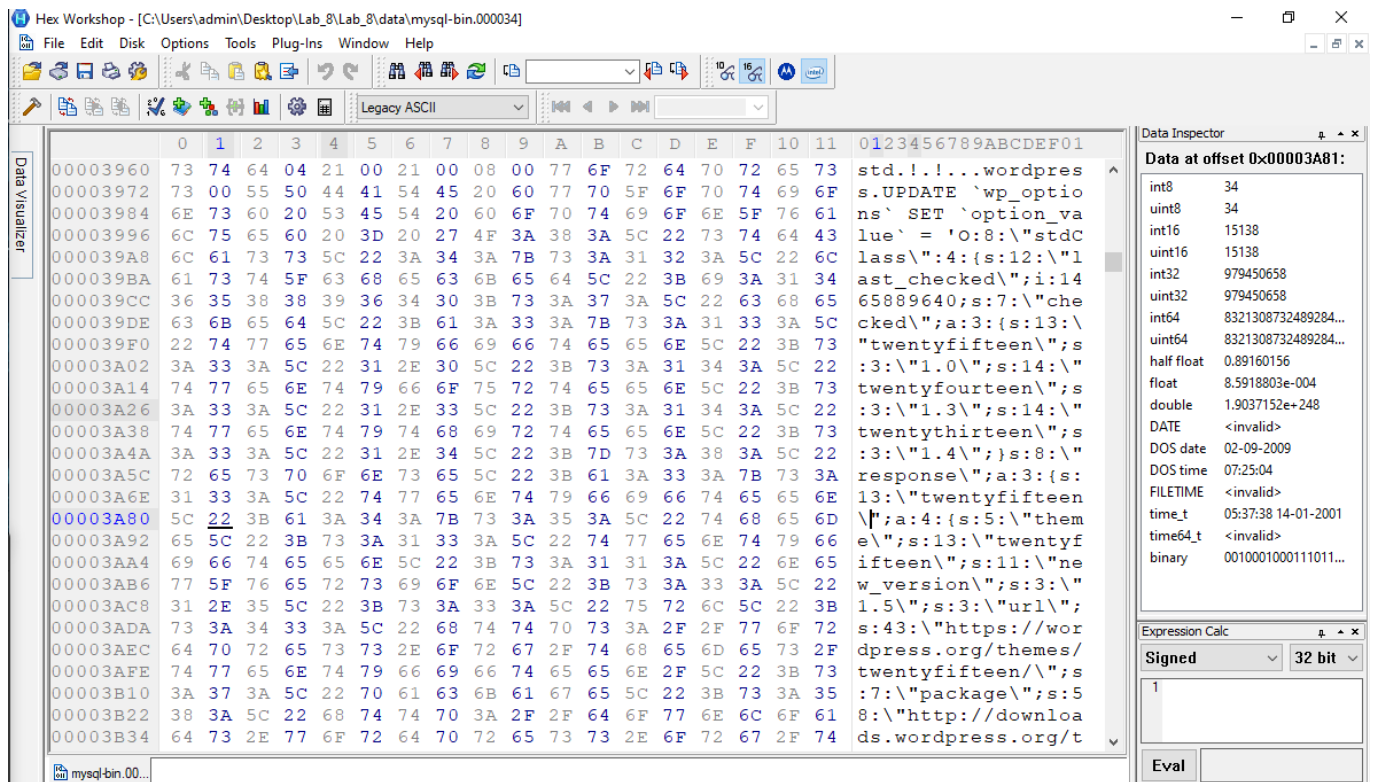 Hex Workshop - [C:\Users\admin\Desktop\Lab_8\Lab_8\data\mysql-bin.000034]
File Edit Disk Options Tools Plug-Ins Window Help
Legacy ASCII
Data Visualizer
0 1 2 3 4 5 6 7 8 9 A B C D E F 10 11 0123456789ABCDEF01
00003960 73 74 64 04 21 00 21 00 08 00 77 6F 72 64 70 72 65 73 std.!.!...wordpres
00003972 73 00 55 50 44 41 54 45 20 60 77 70 5F 6F 70 74 69 6F s.UPDATE `wp_optio
00003984 6E 73 60 20 53 45 54 20 60 6F 70 74 69 6F 6E 5F 76 61 ns` SET `option_va
00003996 6C 75 65 60 20 3D 20 27 4F 3A 38 3A 5C 22 73 74 64 43 lue` = 'O:8:\"stdC
000039A8 6C 61 73 73 5C 22 3A 34 3A 7B 73 3A 31 32 3A 5C 22 6C lass\":4:{s:12:\"l
000039BA 61 73 74 5F 63 68 65 63 6B 65 64 5C 22 3B 69 3A 31 34 ast_checked\";i:14
000039CC 36 35 38 38 39 36 34 30 3B 73 3A 37 3A 5C 22 63 68 65 65889640;s:7:\"che
000039DE 63 6B 65 64 5C 22 3B 61 3A 33 3A 7B 73 3A 31 33 3A 5C cked\";a:3:{s:13:\
000039F0 22 74 77 65 6E 74 79 66 69 66 74 65 65 6E 5C 22 3B 73 "twentyfifteen\";s
00003A02 3A 33 3A 5C 22 31 2E 30 5C 22 3B 73 3A 31 34 3A 5C 22 :3:\"1.0\";s:14:\"
00003A14 74 77 65 6E 74 79 66 6F 75 72 74 65 65 6E 5C 22 3B 73 twentyfourteen\";s
00003A26 3A 33 3A 5C 22 31 2E 33 5C 22 3B 73 3A 31 34 3A 5C 22 :3:\"1.3\";s:14:\"
00003A38 74 77 65 6E 74 79 74 68 69 72 74 65 65 6E 5C 22 3B 73 twentythirteen\";s
00003A4A 3A 33 3A 5C 22 31 2E 34 5C 22 3B 7D 73 3A 38 3A 5C 22 :3:\"1.4\";}s:8:\"
00003A5C 72 65 73 70 6F 6E 73 65 5C 22 3B 61 3A 33 3A 7B 73 3A response\";a:3:{s:
00003A6E 31 33 3A 5C 22 74 77 65 6E 74 79 66 69 66 74 65 65 6E 13:\"twentyfifteen
00003A80 5C 22 3B 61 3A 34 3A 7B 73 3A 35 3A 5C 22 74 68 65 6D \";a:4:{s:5:\"them
00003A92 65 5C 22 3B 73 3A 31 33 3A 5C 22 74 77 65 6E 74 79 66 e\";s:13:\"twentyf
00003AA4 69 66 74 65 65 6E 5C 22 3B 73 3A 31 31 3A 5C 22 6E 65 ifteen\";s:11:\"ne
00003AB6 77 5F 76 65 72 73 69 6F 6E 5C 22 3B 73 3A 33 3A 5C 22 w_version\";s:3:\"
00003AC8 31 2E 35 5C 22 3B 73 3A 33 3A 5C 22 75 72 6C 5C 22 3B 1.5\";s:3:\"url\";
00003ADA 73 3A 34 33 3A 5C 22 68 74 74 70 73 3A 2F 2F 77 6F 72 s:43:\"https://wor
00003AEC 64 70 72 65 73 73 2E 6F 72 67 2F 74 68 65 6D 65 73 2F dpress.org/themes/
00003AFE 74 77 65 6E 74 79 66 69 66 74 65 65 6E 2F 5C 22 3B 73 twentyfifteen/\";s
00003B10 3A 37 3A 5C 22 70 61 63 6B 61 67 65 5C 22 3B 73 3A 35 :7:\"package\";s:5
00003B22 38 3A 5C 22 68 74 74 70 3A 2F 2F 64 6F 77 6E 6C 6F 61 8:\"http://downloa
00003B34 64 73 2E 77 6F 72 64 70 72 65 73 73 2E 6F 72 67 2F 74 ds.wordpress.org/t
mysql-bin.00...
Data Inspector
Data at offset 0x00003A81:
int8 34
uint8 34
int16 15138
uint16 15138
int32 979450658
uint32 979450658
int64 8321308732489284...
uint64 8321308732489284...
half float 0.89160156
float 8.5918803e-004
double 1.9037152e+248
DATE <invalid>
DOS date 02-09-2009
DOS time 07:25:04
FILETIME <invalid>
time_t 05:37:38 14-01-2001
time64_t <invalid>
binary 0010001000111011...
Expression Calc
Signed 32 bit
1
Eval